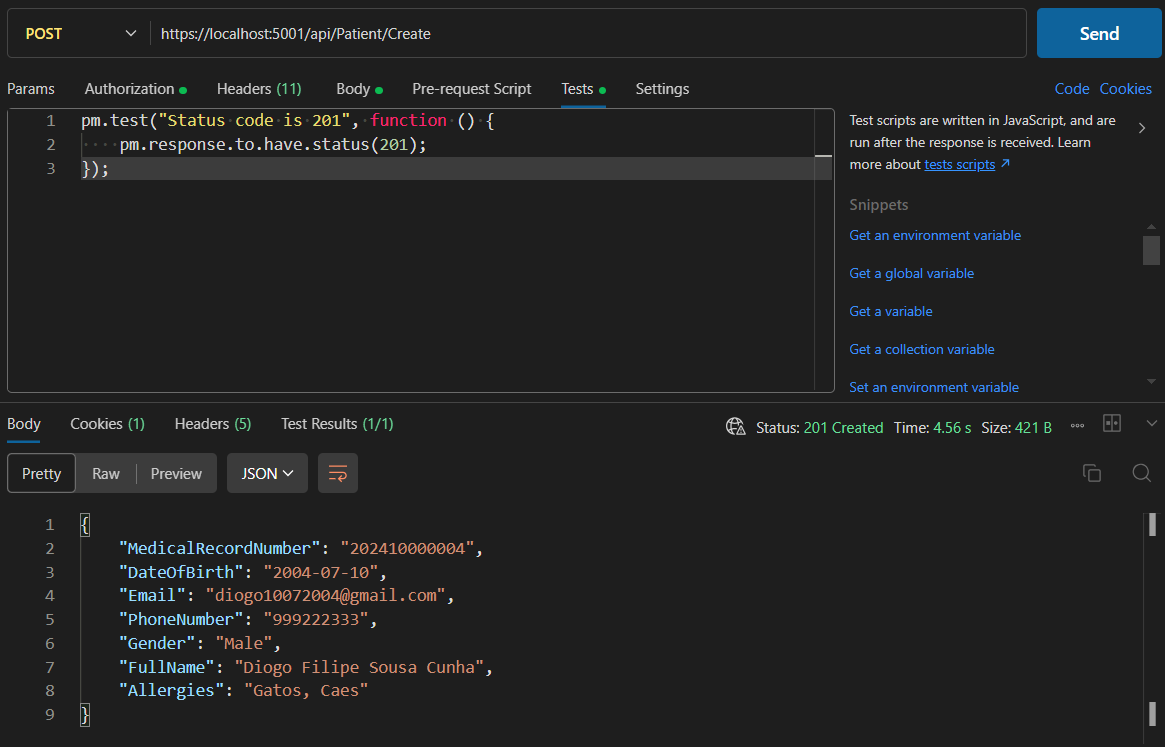 POST https://localhost:5001/api/Patient/Create Send
Params Authorization Headers (11) Body Pre-request Script Tests Settings Code Cookies
1 pm.test("Status code is 201", function () {
2 pm.response.to.have.status(201);
3 });
Test scripts are written in JavaScript, and are
run after the response is received. Learn
more about tests scripts ↗
Snippets
Get an environment variable
Get a global variable
Get a variable
Get a collection variable
Set an environment variable
Body Cookies (1) Headers (5) Test Results (1/1) Status: 201 Created Time: 4.56 s Size: 421 B
Pretty Raw Preview JSON
1 {
2 "MedicalRecordNumber": "202410000004",
3 "DateOfBirth": "2004-07-10",
4 "Email": "diogo10072004@gmail.com",
5 "PhoneNumber": "999222333",
6 "Gender": "Male",
7 "FullName": "Diogo Filipe Sousa Cunha",
8 "Allergies": "Gatos, Caes"
9 }